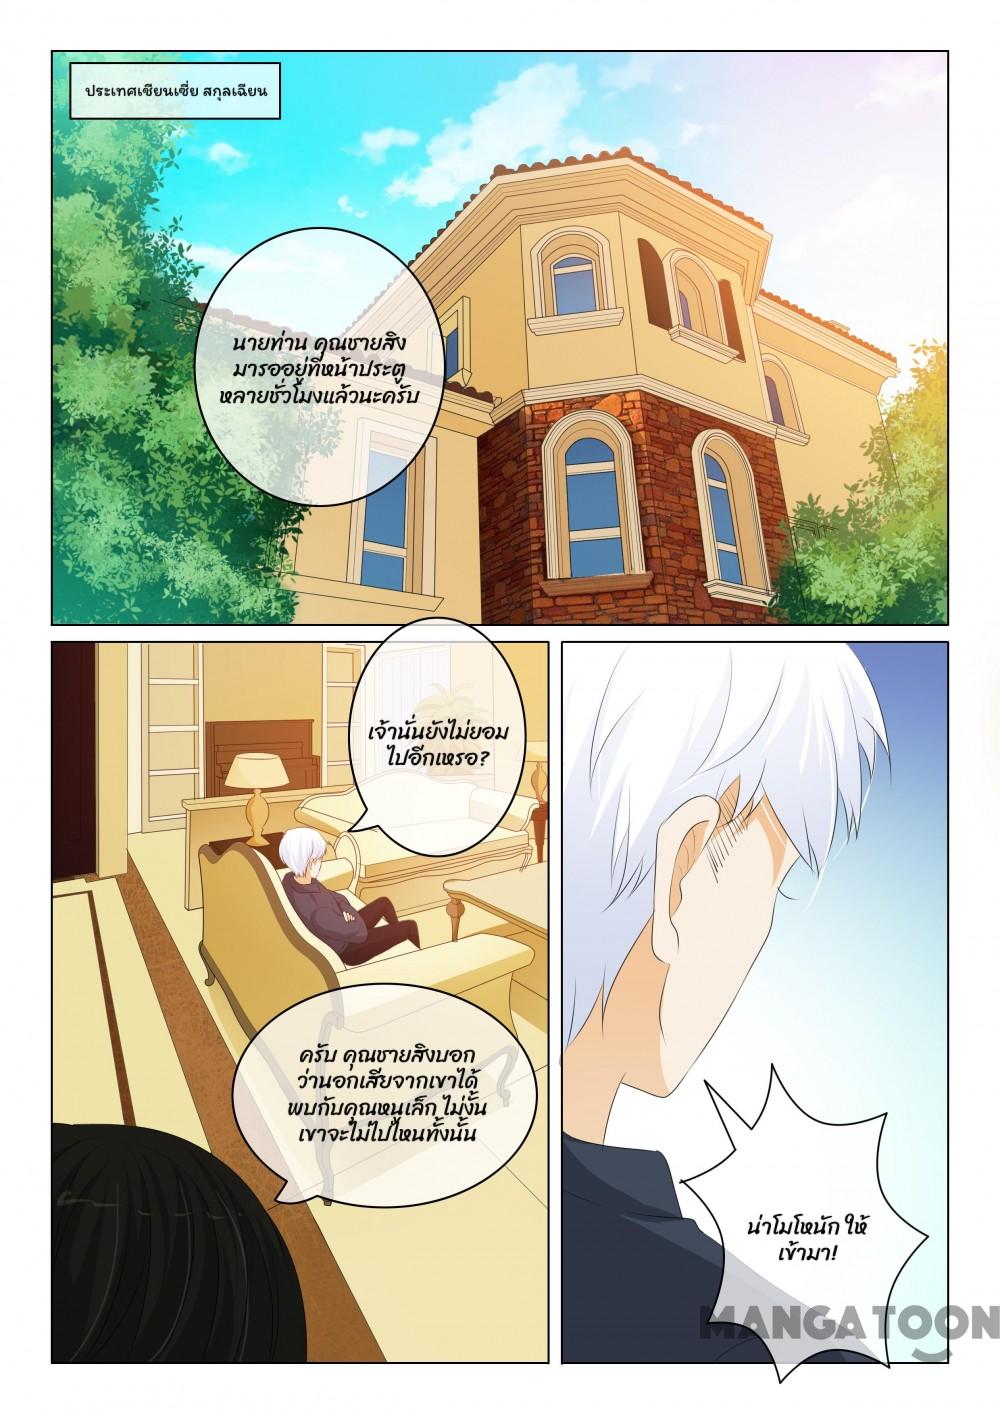 ประเทศเชียนเซี่ย สกุลเฉียน
นายท่าน คุณชายสิง
มารออยู่ที่หน้าประตู
หลายชั่วโมงแล้วนะครับ
เจ้านั่นยังไม่ยอม
ไปอีกเหรอ?
ครับ คุณชายสิงบอก
ว่านอกเสียจากเขาได้
พบกับคุณหนูเล็ก ไม่งั้น
เขาจะไม่ไปไหนทั้งนั้น
น่าโมโหนัก ให้
เข้ามา!
MANGATOON